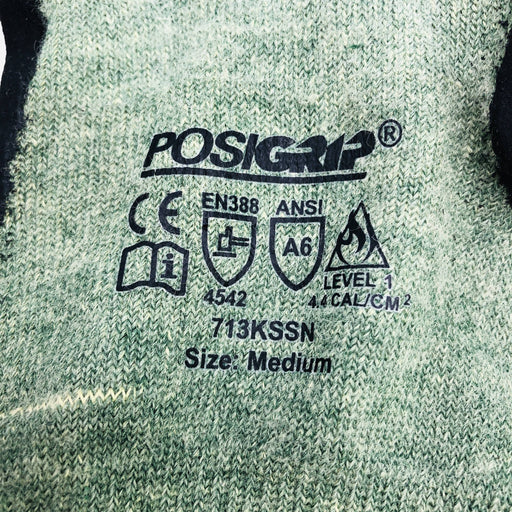 POSIGRIP®
CE EN388 ANSI
A6
i
LEVEL 1
4542 4.4 CAL/CM²
713KSSN
Size: Medium